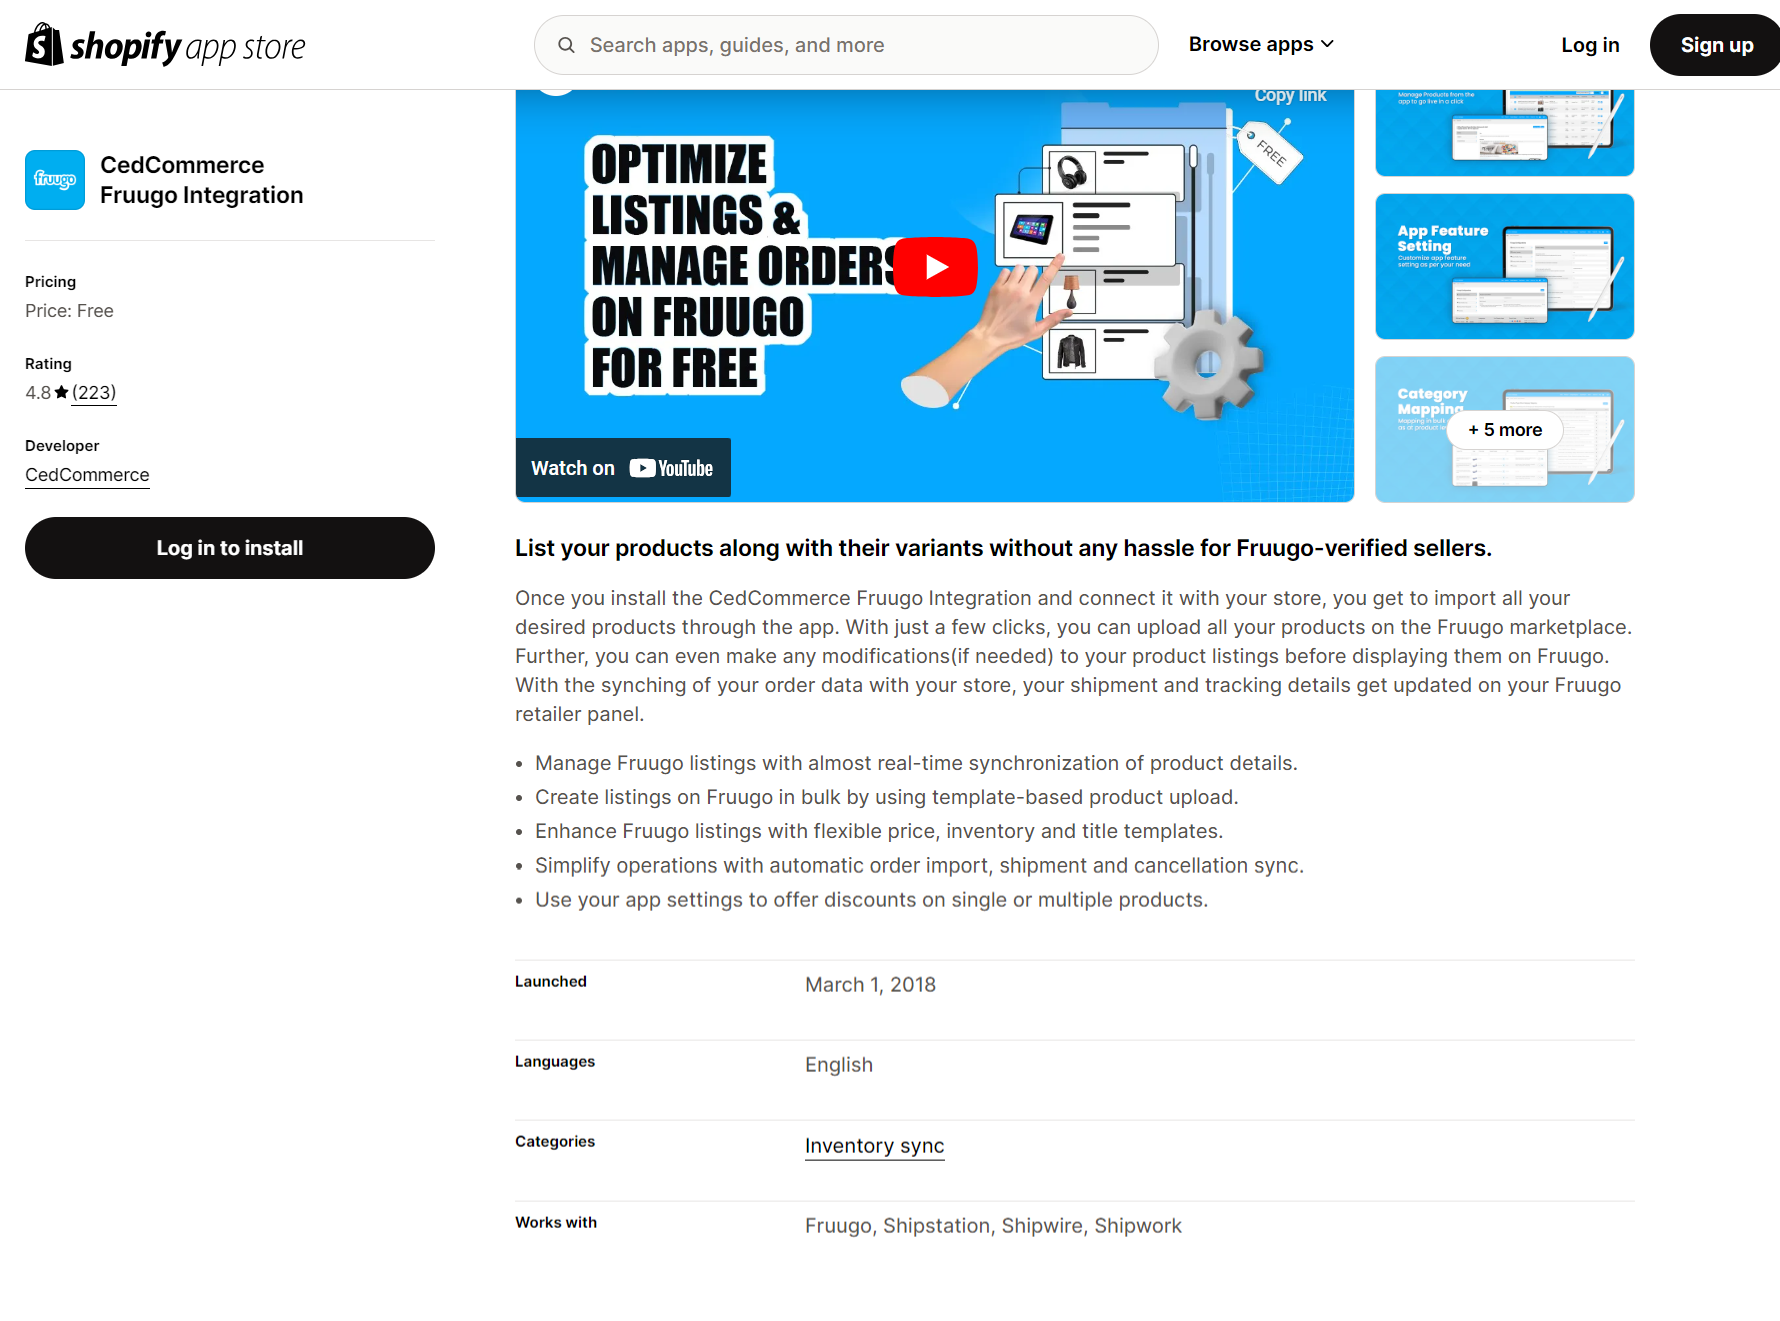 shopify app store
Search apps, guides, and more
Browse apps
Log in
Sign up
fruugo
CedCommerce
Fruugo Integration
Pricing
Price: Free
Rating
4.8 (223)
Developer
CedCommerce
Log in to install
Copy link
OPTIMIZE
LISTINGS &
MANAGE ORDERS
ON FRUUGO
FOR FREE
FREE
Watch on YouTube
Manage Products from the
app to go live in a click
App Feature
Setting
Customize app feature
setting as per your need
Category
Mapping
+ 5 more
List your products along with their variants without any hassle for Fruugo-verified sellers.
Once you install the CedCommerce Fruugo Integration and connect it with your store, you get to import all your
desired products through the app. With just a few clicks, you can upload all your products on the Fruugo marketplace.
Further, you can even make any modifications(if needed) to your product listings before displaying them on Fruugo.
With the synching of your order data with your store, your shipment and tracking details get updated on your Fruugo
retailer panel.
• Manage Fruugo listings with almost real-time synchronization of product details.
• Create listings on Fruugo in bulk by using template-based product upload.
• Enhance Fruugo listings with flexible price, inventory and title templates.
• Simplify operations with automatic order import, shipment and cancellation sync.
• Use your app settings to offer discounts on single or multiple products.
Launched
March 1, 2018
Languages
English
Categories
Inventory sync
Works with
Fruugo, Shipstation, Shipwire, Shipwork